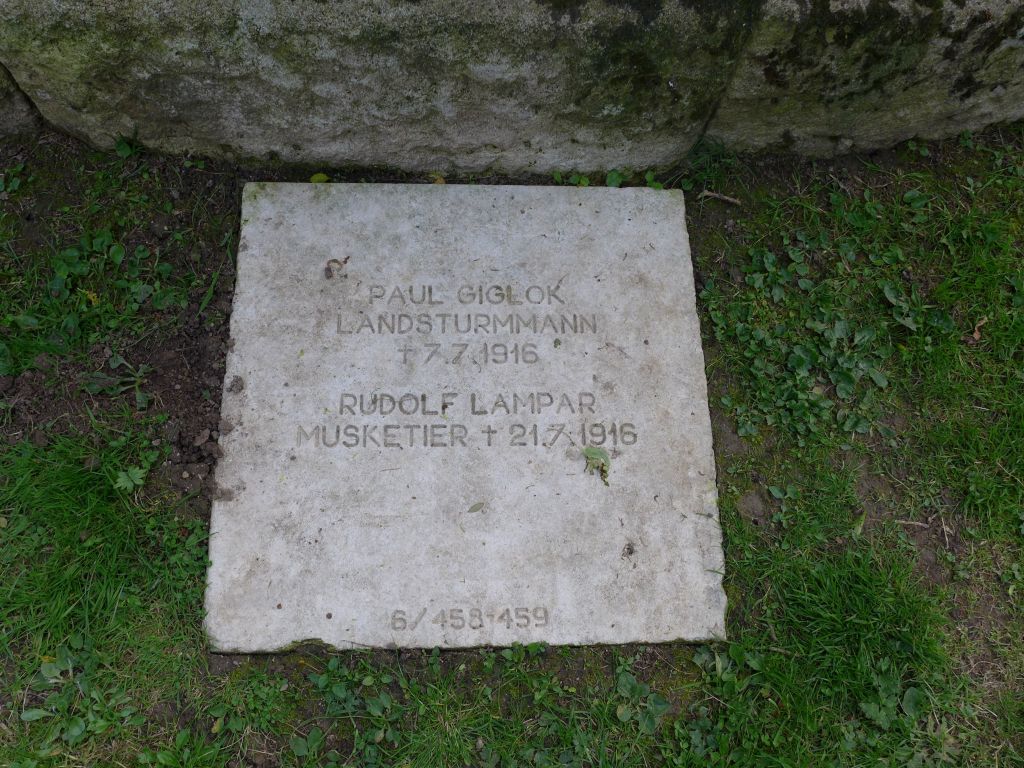 PAUL GIGLOK
LANDSTURMMANN
† 7.7.1916
RUDOLF LAMPAR
MUSKETIER † 21.7.1916
6/458-459